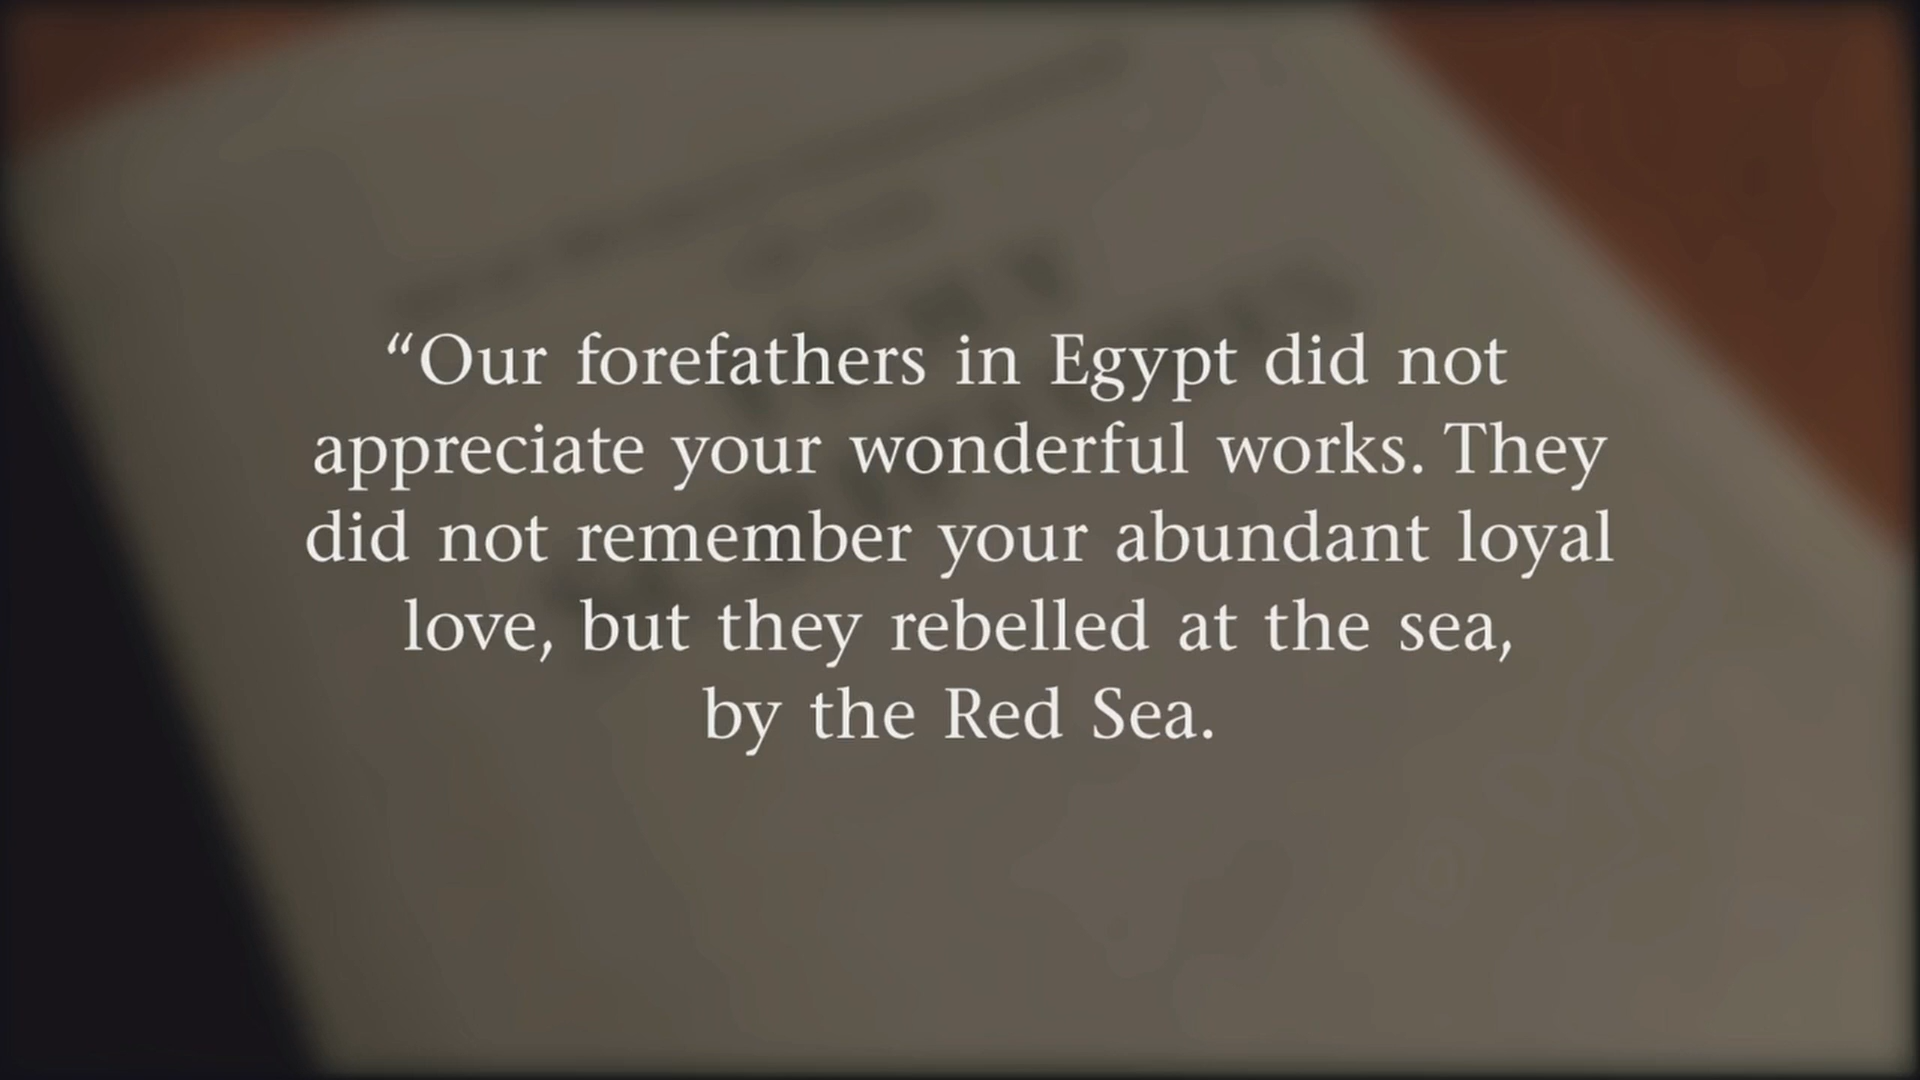 “Our forefathers in Egypt did not
appreciate your wonderful works. They
did not remember your abundant loyal
love, but they rebelled at the sea,
by the Red Sea.